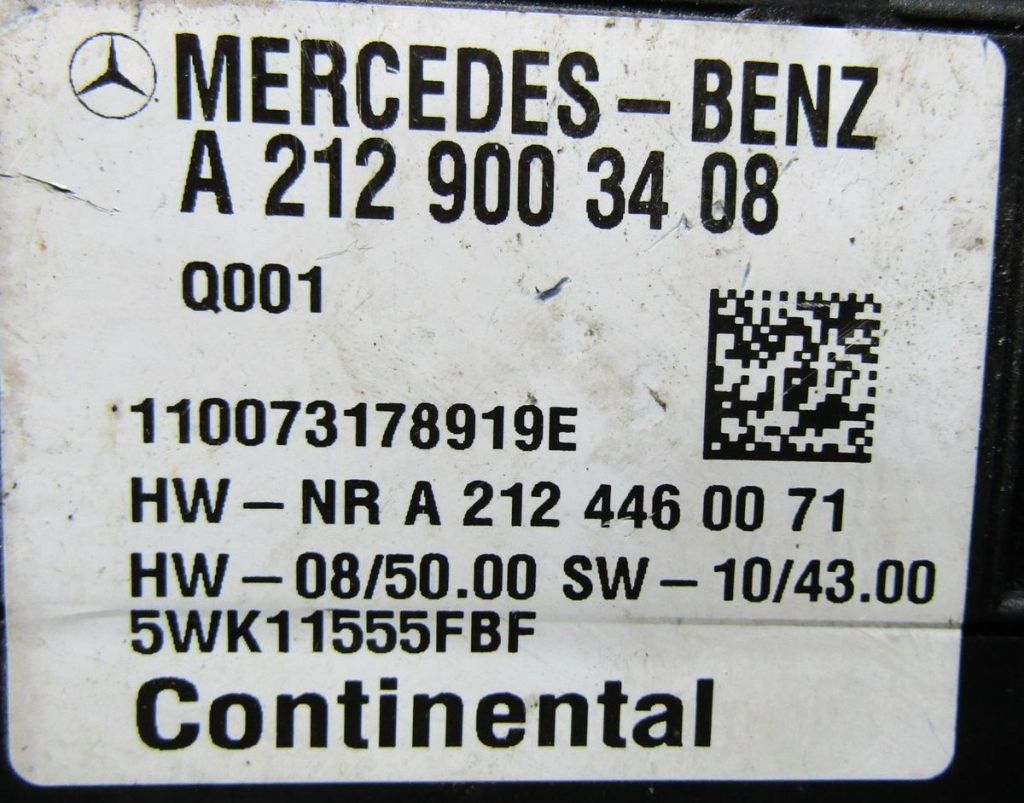 MERCEDES-BENZ
A 212 900 34 08
Q001
110073178919E
HW-NR A 212 446 00 71
HW-08/50.00 SW-10/43.00
5WK11555FBF
Continental